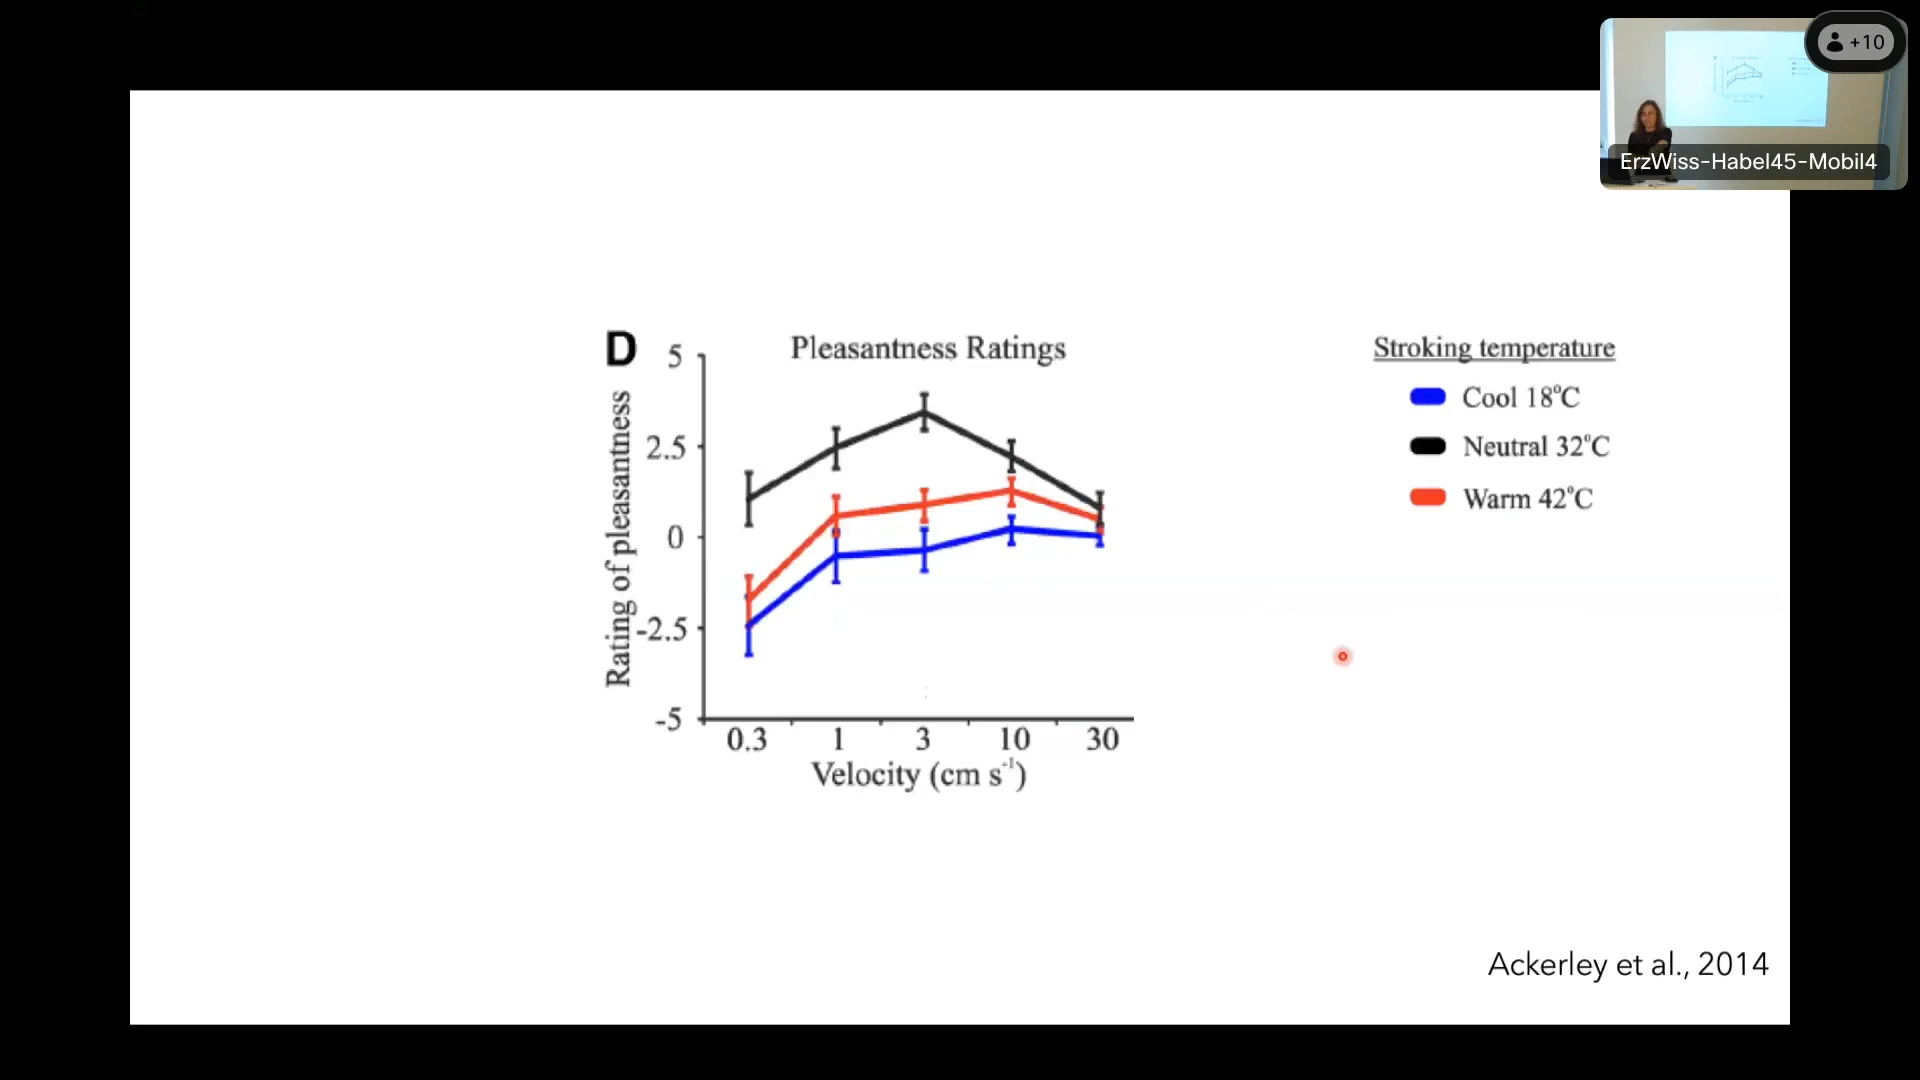 +10
ErzWiss-Habel45-Mobil4
D
Pleasantness Ratings
Rating of pleasantness
5
2.5
0
-2.5
-5
0.3 1 3 10 30
Velocity (cm s⁻¹)
Stroking temperature
Cool 18°C
Neutral 32°C
Warm 42°C
Ackerley et al., 2014